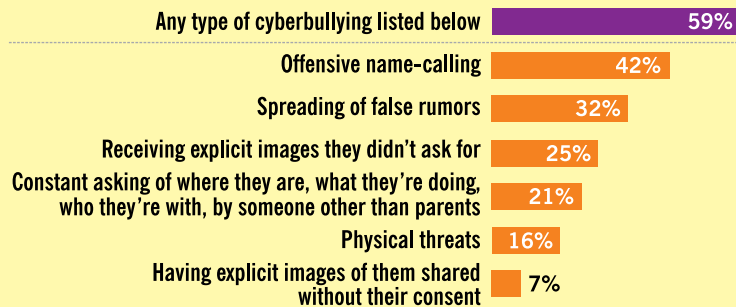 Any type of cyberbullying listed below 59%
Offensive name-calling 42%
Spreading of false rumors 32%
Receiving explicit images they didn't ask for 25%
Constant asking of where they are, what they're doing,
who they're with, by someone other than parents 21%
Physical threats 16%
Having explicit images of them shared
without their consent 7%